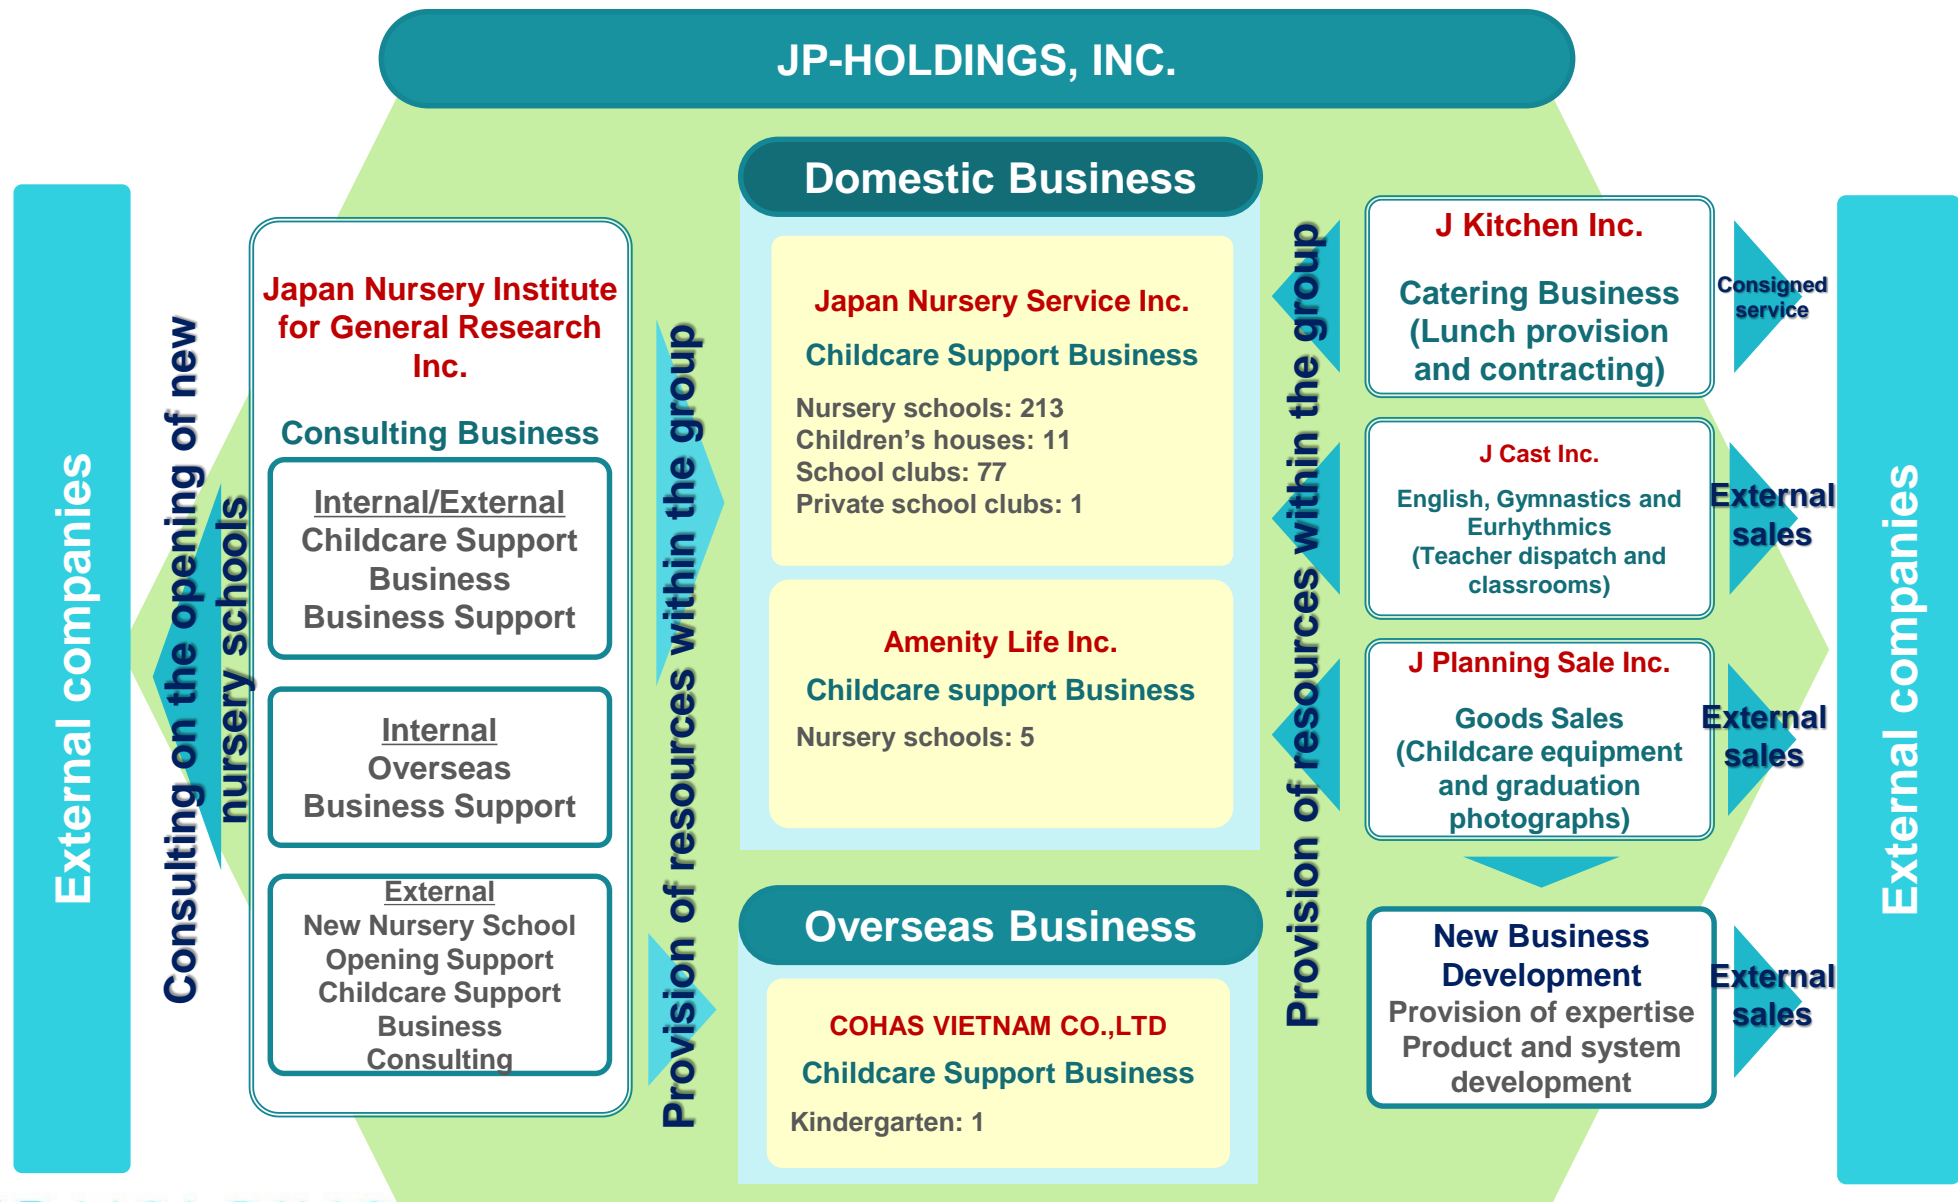 JP-HOLDINGS, INC.
External companies
Consulting on the opening of new
nursery schools
Japan Nursery Institute
for General Research
Inc.
Consulting Business
Internal/External
Childcare Support
Business
Business Support
Internal
Overseas
Business Support
External
New Nursery School
Opening Support
Childcare Support
Business
Consulting
Provision of resources within the group
Domestic Business
Japan Nursery Service Inc.
Childcare Support Business
Nursery schools: 213
Children’s houses: 11
School clubs: 77
Private school clubs: 1
Amenity Life Inc.
Childcare support Business
Nursery schools: 5
Overseas Business
COHAS VIETNAM CO.,LTD
Childcare Support Business
Kindergarten: 1
Provision of resources within the group
J Kitchen Inc.
Catering Business
(Lunch provision
and contracting)
Consigned
service
J Cast Inc.
English, Gymnastics and
Eurhythmics
(Teacher dispatch and
classrooms)
External
sales
J Planning Sale Inc.
Goods Sales
(Childcare equipment
and graduation
photographs)
External
sales
New Business
Development
Provision of expertise
Product and system
development
External
sales
External companies